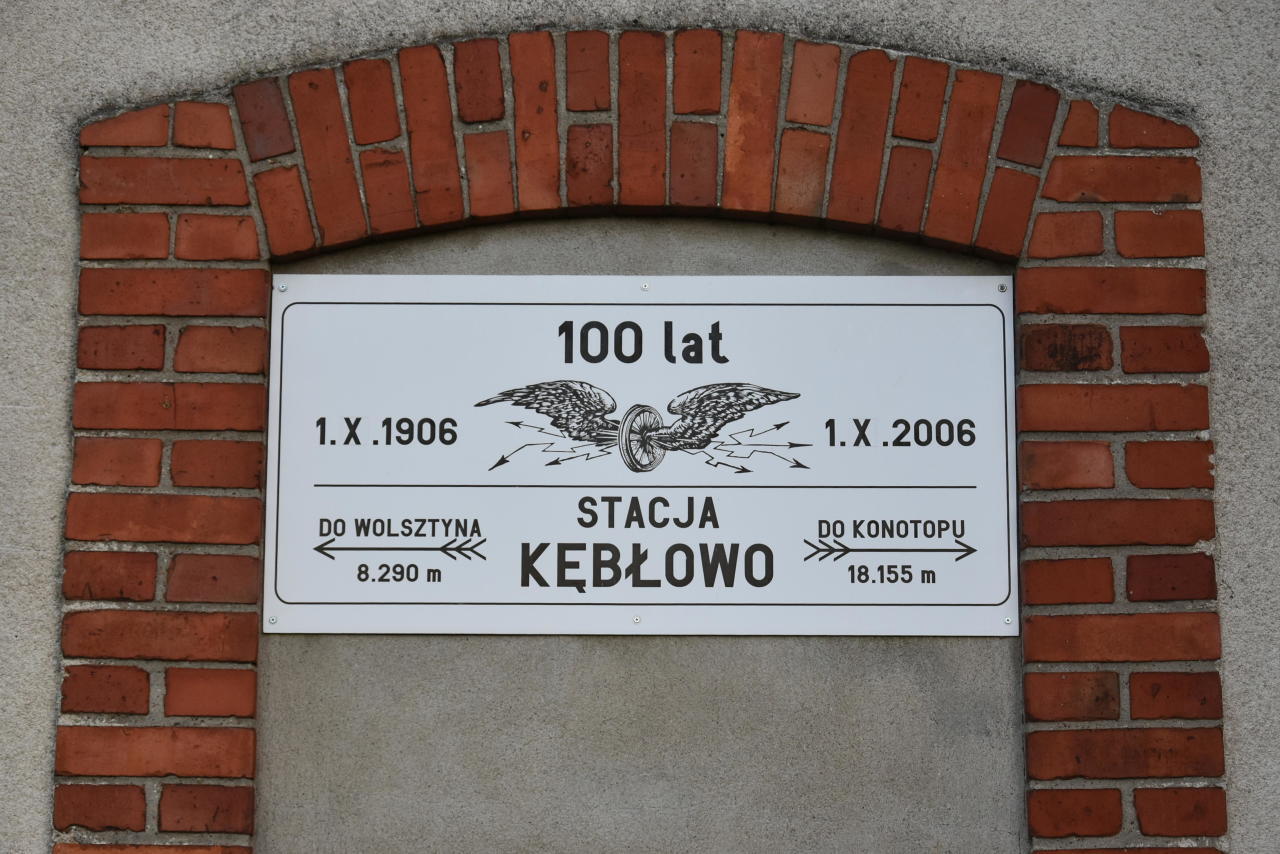 100 lat
1.X.1906
1.X.2006
STACJA
KĘBŁOWO
DO WOLSZTYNA
8.290 m
DO KONOTOPU
18.155 m